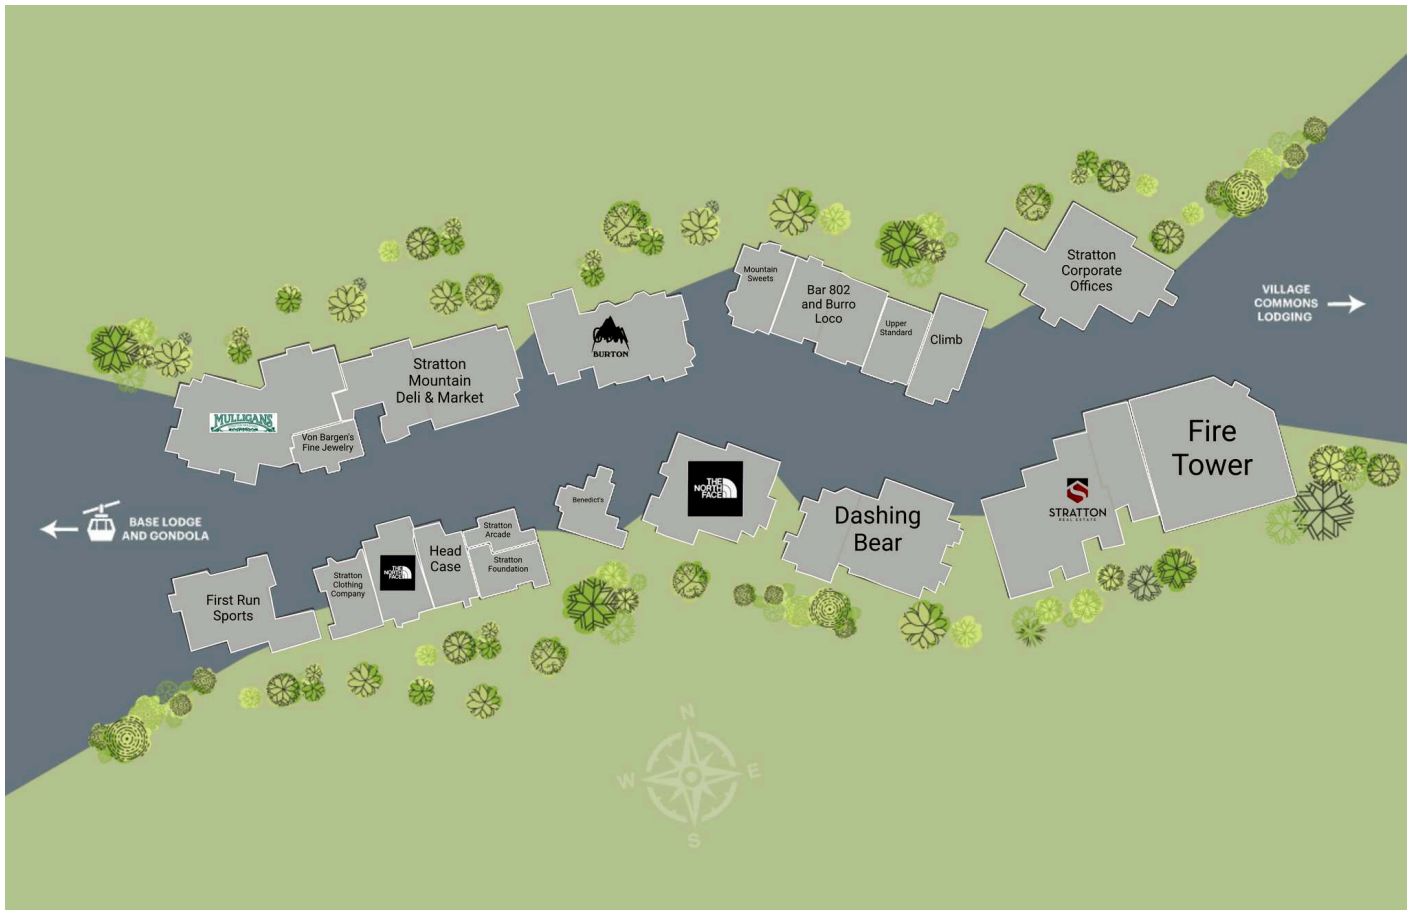 Stratton
Corporate
Offices
Mountain
Sweets
Bar 802
and Burro
Loco
Upper
Standard
Climb
VILLAGE
COMMONS
LODGING
BURTON
Stratton
Mountain
Deli & Market
MULLIGANS
Von Bargen's
Fine Jewelry
Fire
Tower
THE
NORTH
FACE
Benedict's
STRATTON
REAL ESTATE
Dashing
Bear
BASE LODGE
AND GONDOLA
Stratton
Arcade
Head
Case
Stratton
Foundation
THE
NORTH
FACE
Stratton
Clothing
Company
First Run
Sports
N
W
E
S